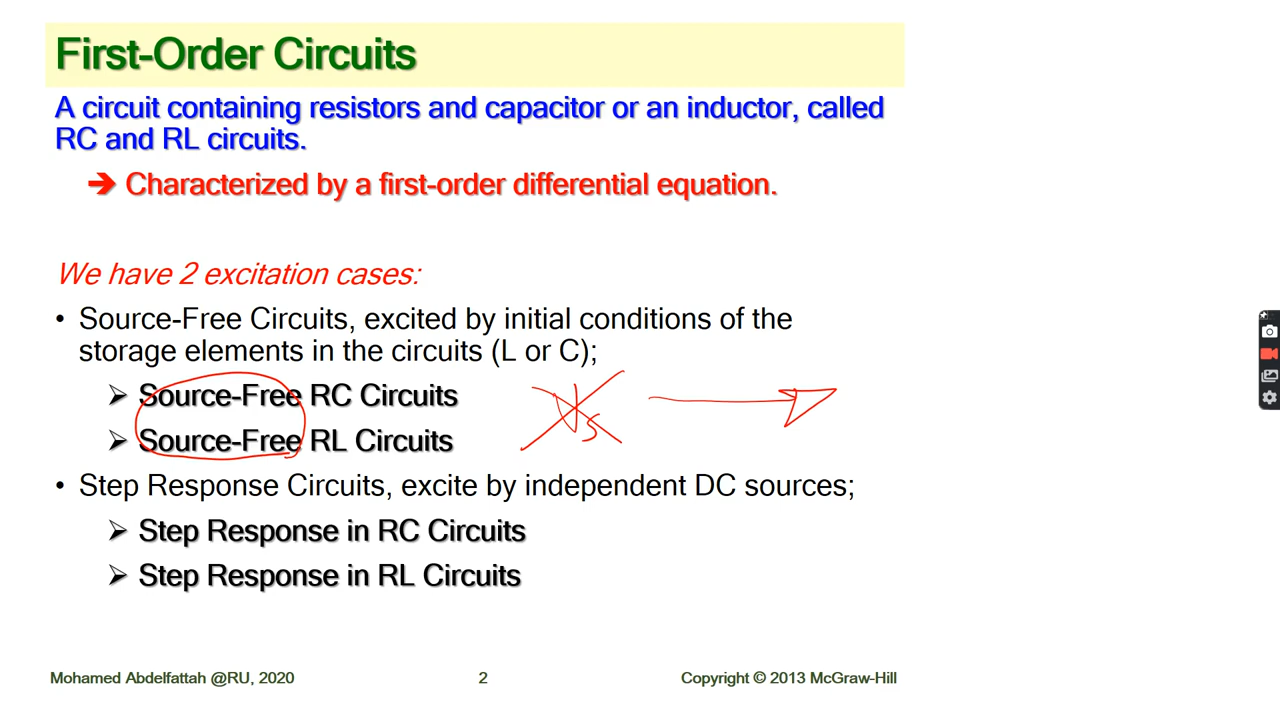 First-Order Circuits
A circuit containing resistors and capacitor or an inductor, called
RC and RL circuits.
➔ Characterized by a first-order differential equation.
We have 2 excitation cases:
• Source-Free Circuits, excited by initial conditions of the
storage elements in the circuits (L or C);
➢ Source-Free RC Circuits
➢ Source-Free RL Circuits
• Step Response Circuits, excite by independent DC sources;
➢ Step Response in RC Circuits
➢ Step Response in RL Circuits
Mohamed Abdelfattah @RU, 2020
2
Copyright © 2013 McGraw-Hill